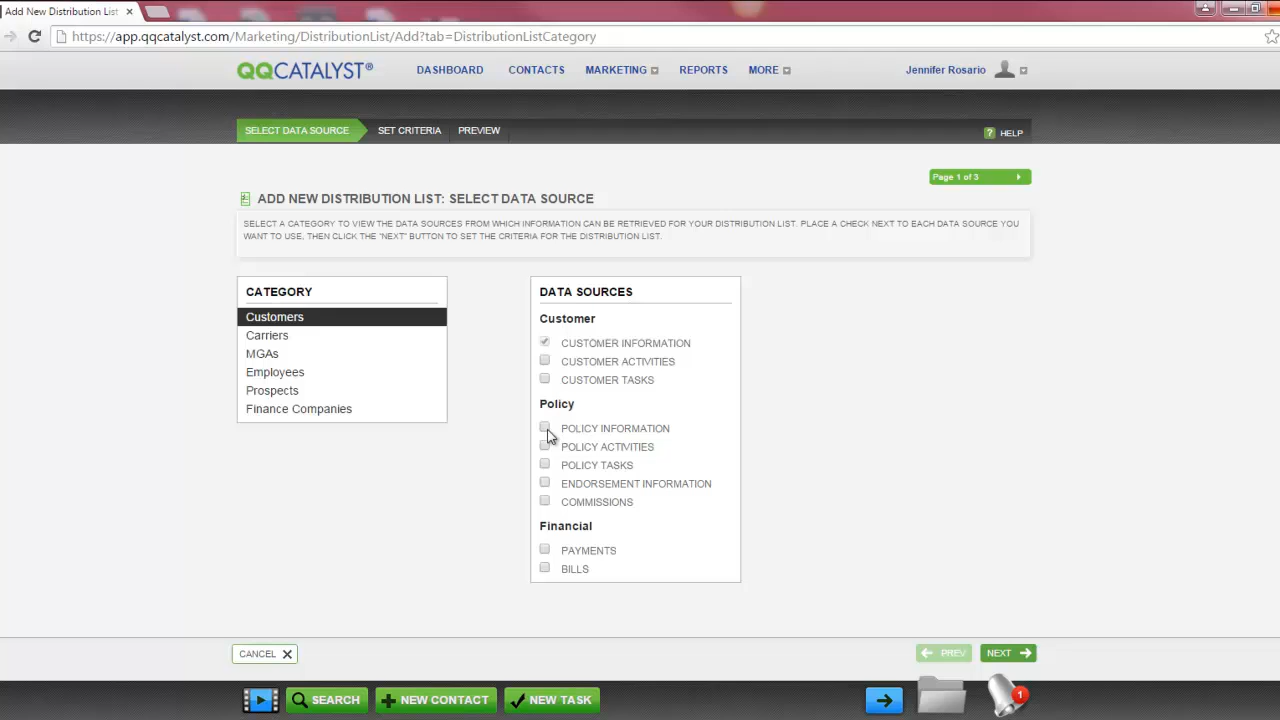 Add New Distribution List ×
https://app.qqcatalyst.com/Marketing/DistributionList/Add?tab=DistributionListCategory
QQCATALYST® DASHBOARD CONTACTS MARKETING REPORTS MORE Jennifer Rosario
SELECT DATA SOURCE SET CRITERIA PREVIEW ? HELP
Page 1 of 3
ADD NEW DISTRIBUTION LIST: SELECT DATA SOURCE
SELECT A CATEGORY TO VIEW THE DATA SOURCES FROM WHICH INFORMATION CAN BE RETRIEVED FOR YOUR DISTRIBUTION LIST. PLACE A CHECK NEXT TO EACH DATA SOURCE YOU
WANT TO USE, THEN CLICK THE "NEXT" BUTTON TO SET THE CRITERIA FOR THE DISTRIBUTION LIST.
CATEGORY
Customers
Carriers
MGAs
Employees
Prospects
Finance Companies
DATA SOURCES
Customer
CUSTOMER INFORMATION
CUSTOMER ACTIVITIES
CUSTOMER TASKS
Policy
POLICY INFORMATION
POLICY ACTIVITIES
POLICY TASKS
ENDORSEMENT INFORMATION
COMMISSIONS
Financial
PAYMENTS
BILLS
CANCEL PREV NEXT
SEARCH NEW CONTACT NEW TASK 1